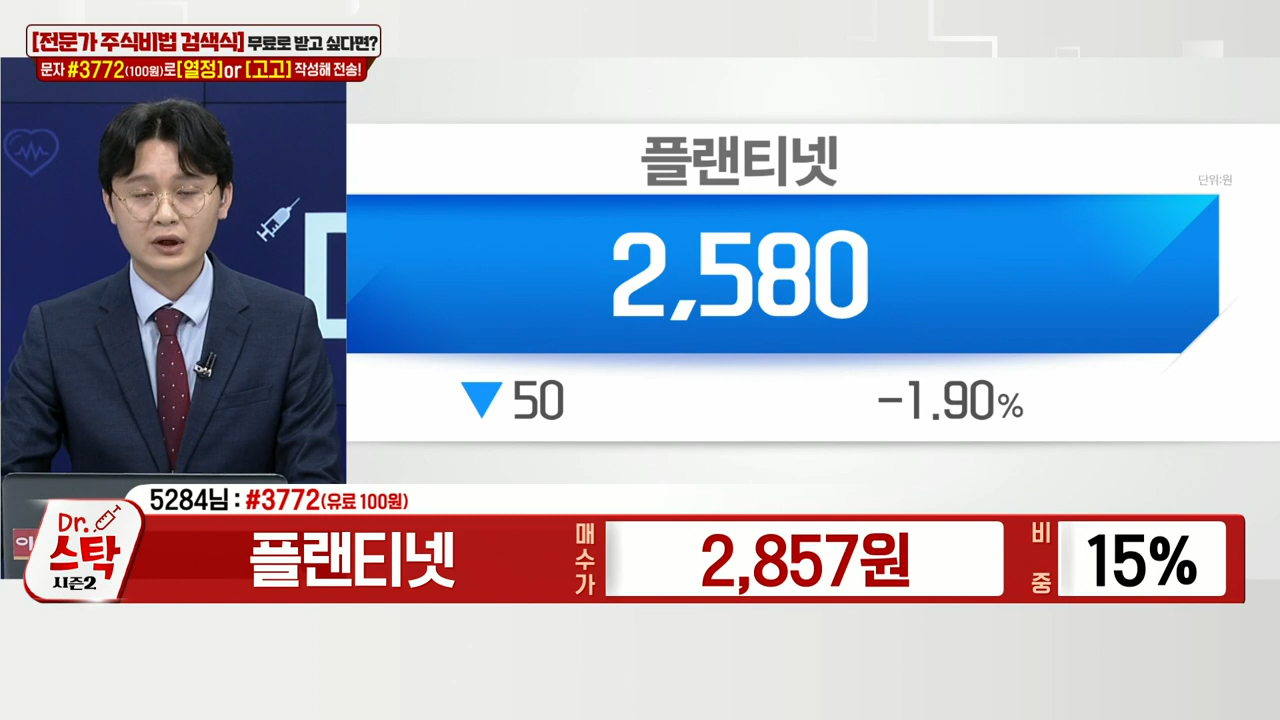 [전문가 주식비법 검색식] 무료로 받고 싶다면?
문자 #3772(100원)로[열정]or [고고] 작성해 전송!
플랜티넷
단위:원
2,580
▼50 -1.90%
5284님 : #3772(유료 100원)
Dr.
스탁
시즌2
플랜티넷 매수가 2,857원 비중 15%